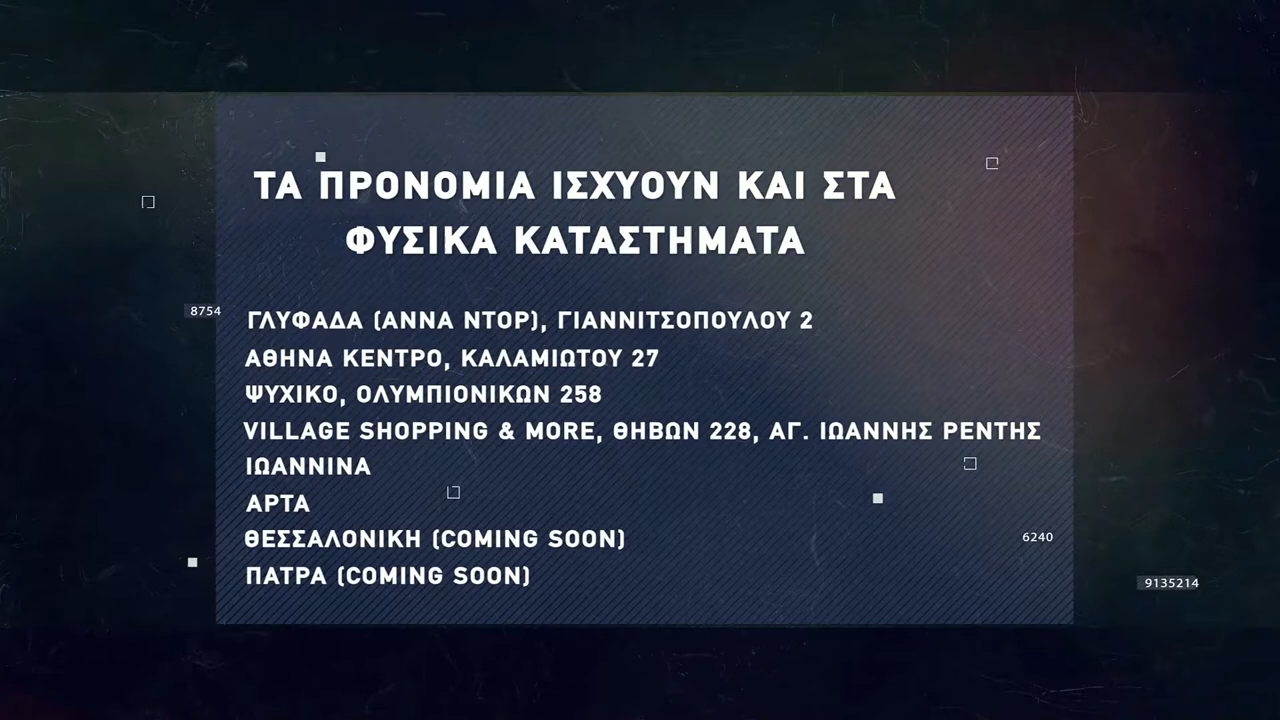 ΤΑ ΠΡΟΝΟΜΙΑ ΙΣΧΥΟΥΝ ΚΑΙ ΣΤΑ
ΦΥΣΙΚΑ ΚΑΤΑΣΤΗΜΑΤΑ
8754
ΓΛΥΦΑΔΑ (ΑΝΝΑ ΝΤΟΡ), ΓΙΑΝΝΙΤΣΟΠΟΥΛΟΥ 2
ΑΘΗΝΑ ΚΕΝΤΡΟ, ΚΑΛΑΜΙΩΤΟΥ 27
ΨΥΧΙΚΟ, ΟΛΥΜΠΙΟΝΙΚΩΝ 258
VILLAGE SHOPPING & MORE, ΘΗΒΩΝ 228, ΑΓ. ΙΩΑΝΝΗΣ ΡΕΝΤΗΣ
ΙΩΑΝΝΙΝΑ
ΑΡΤΑ
ΘΕΣΣΑΛΟΝΙΚΗ (COMING SOON)
6240
ΠΑΤΡΑ (COMING SOON)
9135214